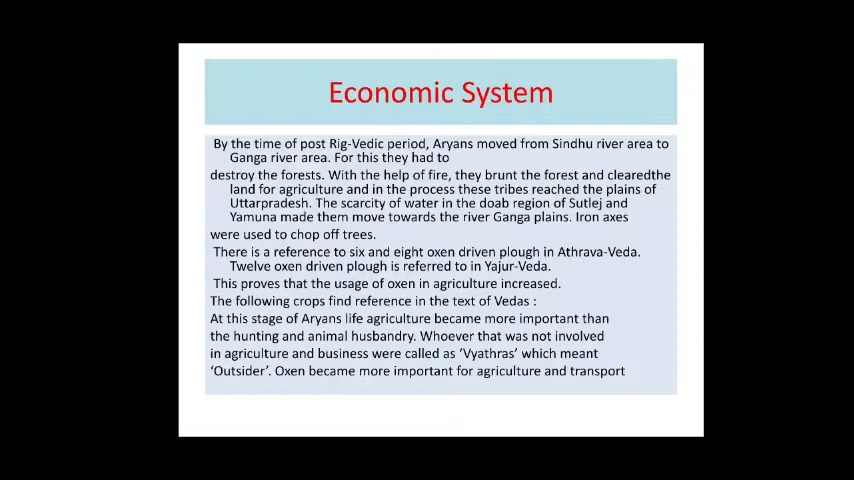 Economic System
By the time of post Rig-Vedic period, Aryans moved from Sindhu river area to
Ganga river area. For this they had to
destroy the forests. With the help of fire, they brunt the forest and clearedthe
land for agriculture and in the process these tribes reached the plains of
Uttarpradesh. The scarcity of water in the doab region of Sutlej and
Yamuna made them move towards the river Ganga plains. Iron axes
were used to chop off trees.
There is a reference to six and eight oxen driven plough in Athrava-Veda.
Twelve oxen driven plough is referred to in Yajur-Veda.
This proves that the usage of oxen in agriculture increased.
The following crops find reference in the text of Vedas :
At this stage of Aryans life agriculture became more important than
the hunting and animal husbandry. Whoever that was not involved
in agriculture and business were called as ‘Vyathras’ which meant
‘Outsider’. Oxen became more important for agriculture and transport